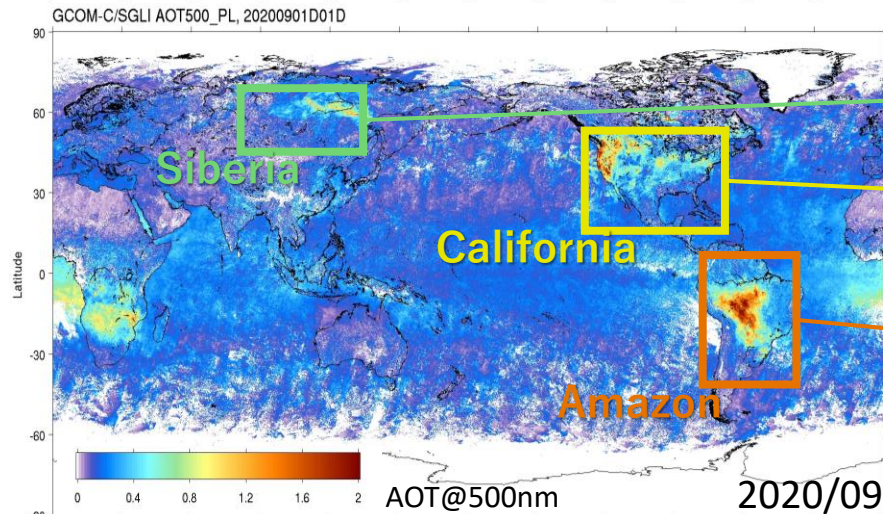 GCOM-C/SGLI AOT500_PL, 20200901D01D
90
60
30
0
-30
-60
Latitude
Siberia
California
Amazon
0 0.4 0.8 1.2 1.6 2
AOT@500nm
2020/09